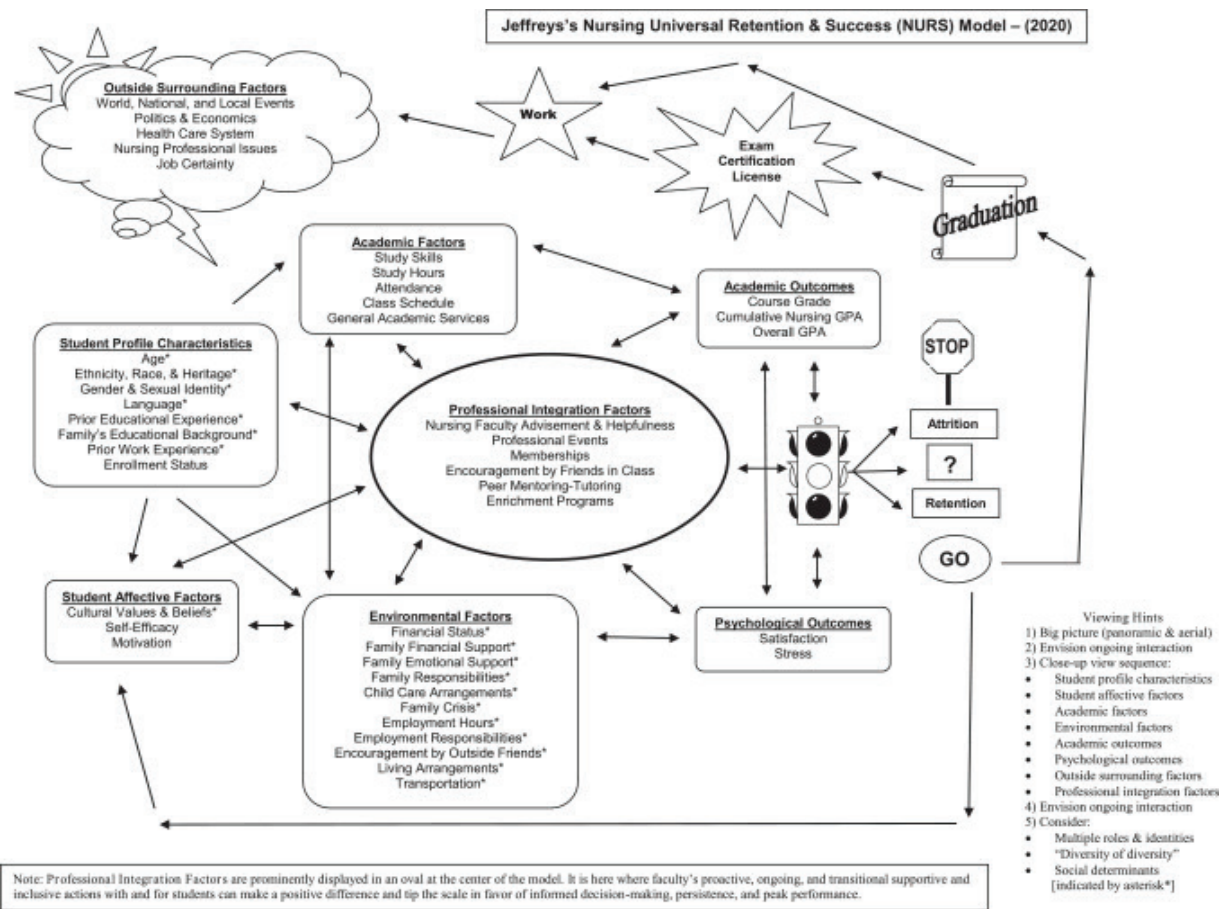 Jeffreys's Nursing Universal Retention & Success (NURS) Model – (2020)
Outside Surrounding Factors
World, National, and Local Events
Politics & Economics
Health Care System
Nursing Professional Issues
Job Certainty
Work
Exam
Certification
License
Graduation
Academic Factors
Study Skills
Study Hours
Attendance
Class Schedule
General Academic Services
Academic Outcomes
Course Grade
Cumulative Nursing GPA
Overall GPA
Student Profile Characteristics
Age*
Ethnicity, Race, & Heritage*
Gender & Sexual Identity*
Language*
Prior Educational Experience*
Family's Educational Background*
Prior Work Experience*
Enrollment Status
Professional Integration Factors
Nursing Faculty Advisement & Helpfulness
Professional Events
Memberships
Encouragement by Friends in Class
Peer Mentoring-Tutoring
Enrichment Programs
STOP
Attrition
?
Retention
GO
Student Affective Factors
Cultural Values & Beliefs*
Self-Efficacy
Motivation
Environmental Factors
Financial Status*
Family Financial Support*
Family Emotional Support*
Family Responsibilities*
Child Care Arrangements*
Family Crisis*
Employment Hours*
Employment Responsibilities*
Encouragement by Outside Friends*
Living Arrangements*
Transportation*
Psychological Outcomes
Satisfaction
Stress
Viewing Hints
1) Big picture (panoramic & aerial)
2) Envision ongoing interaction
3) Close-up view sequence:
• Student profile characteristics
• Student affective factors
• Academic factors
• Environmental factors
• Academic outcomes
• Psychological outcomes
• Outside surrounding factors
• Professional integration factors
4) Envision ongoing interaction
5) Consider:
• Multiple roles & identities
• "Diversity of diversity"
• Social determinants
[indicated by asterisk*]
Note: Professional Integration Factors are prominently displayed in an oval at the center of the model. It is here where faculty's proactive, ongoing, and transitional supportive and
inclusive actions with and for students can make a positive difference and tip the scale in favor of informed decision-making, persistence, and peak performance.